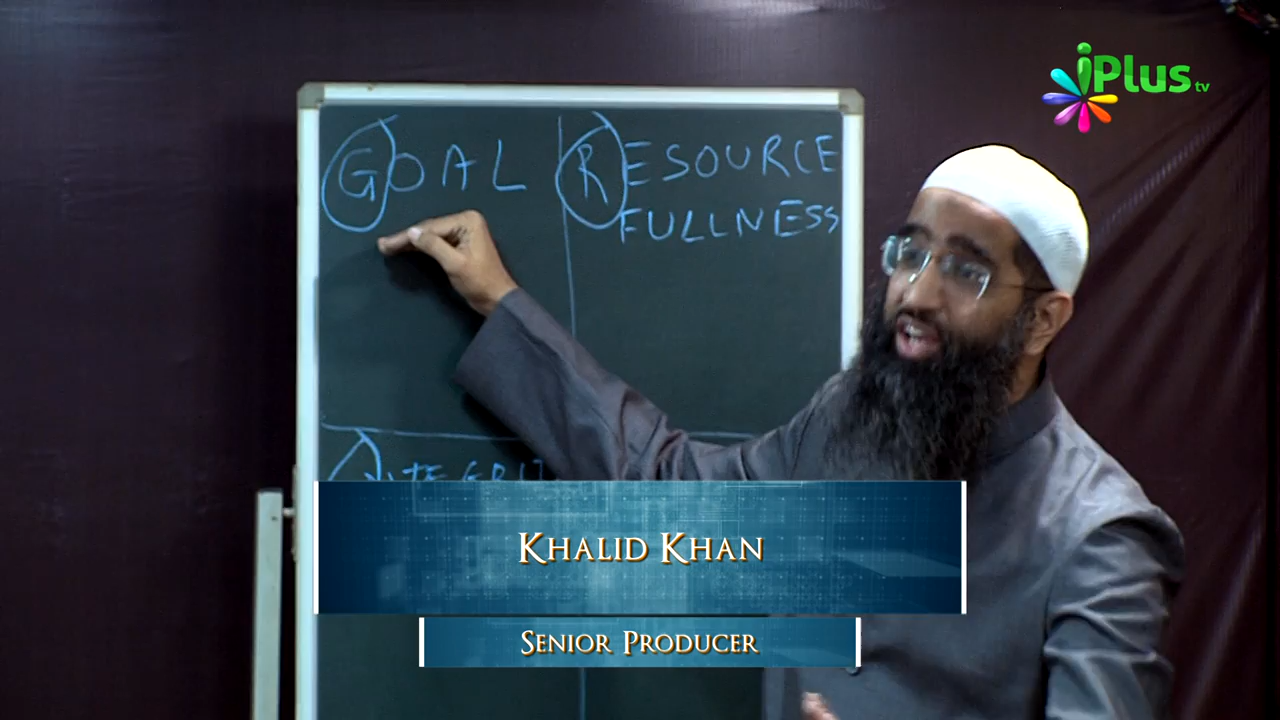 iPlus tv
GOAL
RESOURCE
FULLNESS
KHALID KHAN
SENIOR PRODUCER